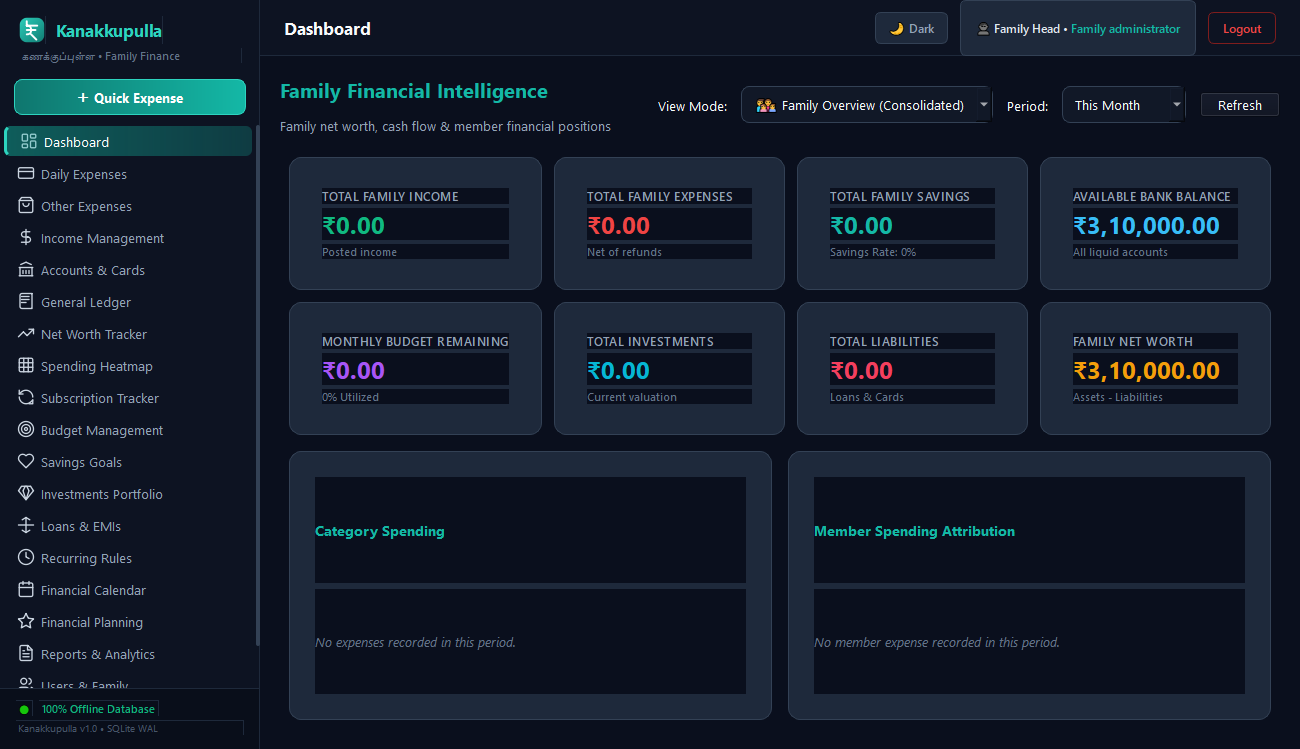 Kanakkupulla
கணக்குப்புள்ள • Family Finance
+ Quick Expense
Dashboard
Daily Expenses
Other Expenses
Income Management
Accounts & Cards
General Ledger
Net Worth Tracker
Spending Heatmap
Subscription Tracker
Budget Management
Savings Goals
Investments Portfolio
Loans & EMIs
Recurring Rules
Financial Calendar
Financial Planning
Reports & Analytics
Users & Family
100% Offline Database
Kanakkupulla v1.0 • SQLite WAL
Dashboard
Dark
Family Head • Family administrator
Logout
Family Financial Intelligence
Family net worth, cash flow & member financial positions
View Mode:
Family Overview (Consolidated)
Period:
This Month
Refresh
TOTAL FAMILY INCOME
₹0.00
Posted income
TOTAL FAMILY EXPENSES
₹0.00
Net of refunds
TOTAL FAMILY SAVINGS
₹0.00
Savings Rate: 0%
AVAILABLE BANK BALANCE
₹3,10,000.00
All liquid accounts
MONTHLY BUDGET REMAINING
₹0.00
0% Utilized
TOTAL INVESTMENTS
₹0.00
Current valuation
TOTAL LIABILITIES
₹0.00
Loans & Cards
FAMILY NET WORTH
₹3,10,000.00
Assets - Liabilities
Category Spending
No expenses recorded in this period.
Member Spending Attribution
No member expense recorded in this period.